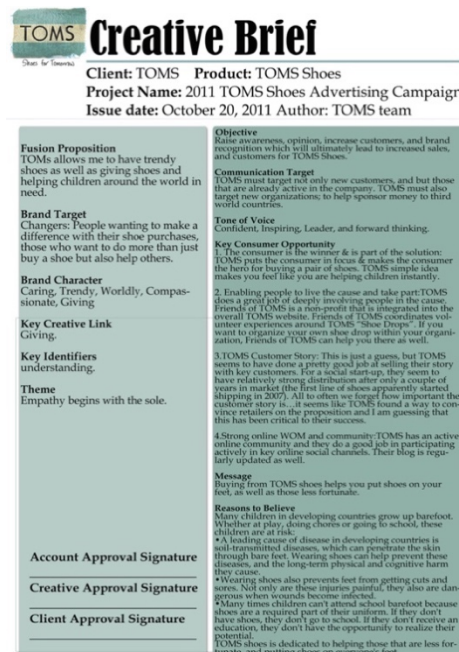 TOMS
Shoes for Tomorrow
Creative Brief
Client: TOMS Product: TOMS Shoes
Project Name: 2011 TOMS Shoes Advertising Campaign
Issue date: October 20, 2011 Author: TOMS team
Fusion Proposition
TOMs allows me to have trendy
shoes as well as giving shoes and
helping children around the world in
need.
Brand Target
Changers: People wanting to make a
difference with their shoe purchases,
those who want to do more than just
buy a shoe but also help others.
Brand Character
Caring, Trendy, Worldly, Compas-
sionate, Giving
Key Creative Link
Giving.
Key Identifiers
understanding.
Theme
Empathy begins with the sole.
Account Approval Signature
Creative Approval Signature
Client Approval Signature
Objective
Raise awareness, opinion, increase customers, and brand
recognition which will ultimately lead to increased sales,
and customers for TOMS Shoes.
Communication Target
TOMS must target not only new customers, and but those
that are already active in the company. TOMS must also
target new organizations; to help sponsor money to third
world countries.
Tone of Voice
Confident, Inspiring, Leader, and forward thinking.
Key Consumer Opportunity
1. The consumer is the winner & is part of the solution:
TOMS puts the consumer in focus & makes the consumer
the hero for buying a pair of shoes. TOMS simple idea
makes you feel like you are helping children instantly.
2. Enabling people to live the cause and take part:TOMS
does a great job of deeply involving people in the cause.
Friends of TOMS is a non-profit that is integrated into the
overall TOMS website. Friends of TOMS coordinates vol-
unteer experiences around TOMS "Shoe Drops". If you
want to organize your own shoe drop within your organi-
zation, Friends of TOMS can help you there as well.
3.TOMS Customer Story: This is just a guess, but TOMS
seems to have done a pretty good job at selling their story
with key customers. For a social start-up, they seem to
have relatively strong distribution after only a couple of
years in market (the first line of shoes apparently started
shipping in 2007). All to often we forget how important the
customer story is…it seems like TOMS found a way to con-
vince retailers on the proposition and I am guessing that
this has been critical to their success.
4.Strong online WOM and community:TOMS has an active
online community and they do a good job in participating
actively in key online social channels. Their blog is regu-
larly updated as well.
Message
Buying from TOMS shoes helps you put shoes on your
feet, as well as those less fortunate.
Reasons to Believe
Many children in developing countries grow up barefoot.
Whether at play, doing chores or going to school, these
children are at risk:
•A leading cause of disease in developing countries is
soil-transmitted diseases, which can penetrate the skin
through bare feet. Wearing shoes can help prevent these
diseases, and the long-term physical and cognitive harm
they cause.
•Wearing shoes also prevents feet from getting cuts and
sores. Not only are these injuries painful, they also are dan-
gerous when wounds become infected.
•Many times children can't attend school barefoot because
shoes are a required part of their uniform. If they don't
have shoes, they don't go to school. If they don't receive an
education, they don't have the opportunity to realize their
potential.
TOMS shoes is dedicated to helping those that are less for-